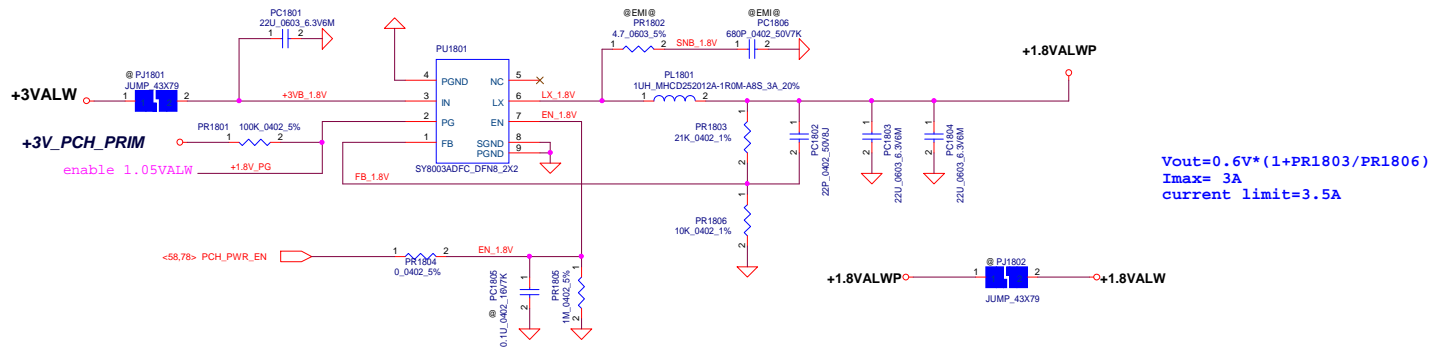 PC1801
22U_0603_6.3V6M
1 2
@EMI@
PR1802
4.7_0603_5%
1 2
SNB_1.8V
@EMI@
PC1806
680P_0402_50V7K
1 2
+1.8VALWP
PU1801
4 PGND NC 5
3 IN LX 6
2 PG EN 7
1 FB SGND 8
PGND 9
SY8003ADFC_DFN8_2X2
@ PJ1801
JUMP_43X79
+3VALW
1 2
+3VB_1.8V
LX_1.8V
EN_1.8V
PL1801
1UH_MHCD252012A-1R0M-A8S_3A_20%
1 2
+3V_PCH_PRIM
PR1801
100K_0402_5%
1 2
enable 1.05VALW
+1.8V_PG
FB_1.8V
PR1803
21K_0402_1%
1
2
PC1802
22P_0402_50V8J
1
2
PC1803
22U_0603_6.3V6M
1
2
PC1804
22U_0603_6.3V6M
1
2
Vout=0.6V*(1+PR1803/PR1806)
Imax= 3A
current limit=3.5A
PR1806
10K_0402_1%
1
2
<58,78> PCH_PWR_EN
1 2
PR1804
0_0402_5%
EN_1.8V
@ PC1805
0.1U_0402_16V7K
1
2
PR1805
1M_0402_5%
1
2
+1.8VALWP
@ PJ1802
1 2
JUMP_43X79
+1.8VALW